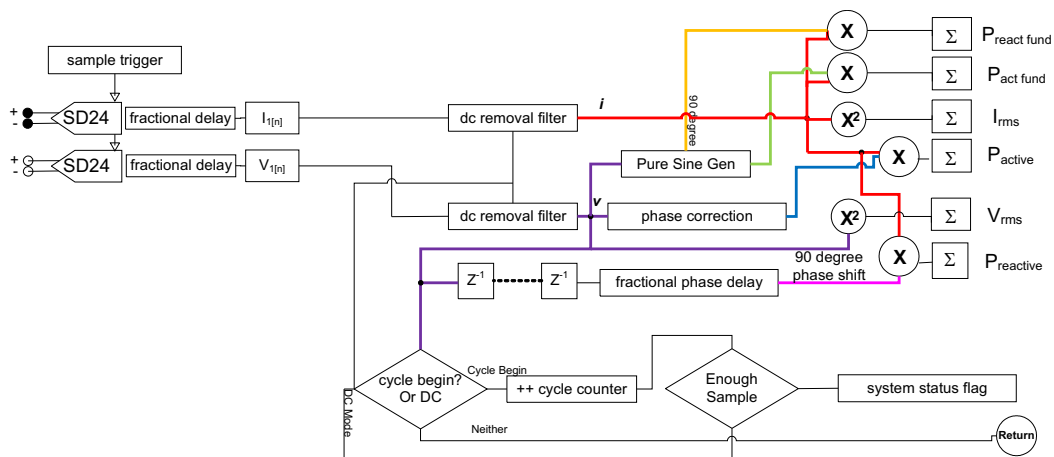 X
Σ
P react fund
sample trigger
X
Σ
P act fund
+
-
SD24
fractional delay
I1[n]
dc removal filter
i
90 degree
X2
Σ
Irms
+
-
SD24
fractional delay
V1[n]
Pure Sine Gen
X
Σ
Pactive
dc removal filter
v
phase correction
X2
Σ
Vrms
Z-1
Z-1
fractional phase delay
90 degree
phase shift
X
Σ
Preactive
cycle begin?
Or DC
Cycle Begin
++ cycle counter
Enough
Sample
system status flag
DC Mode
Neither
Return